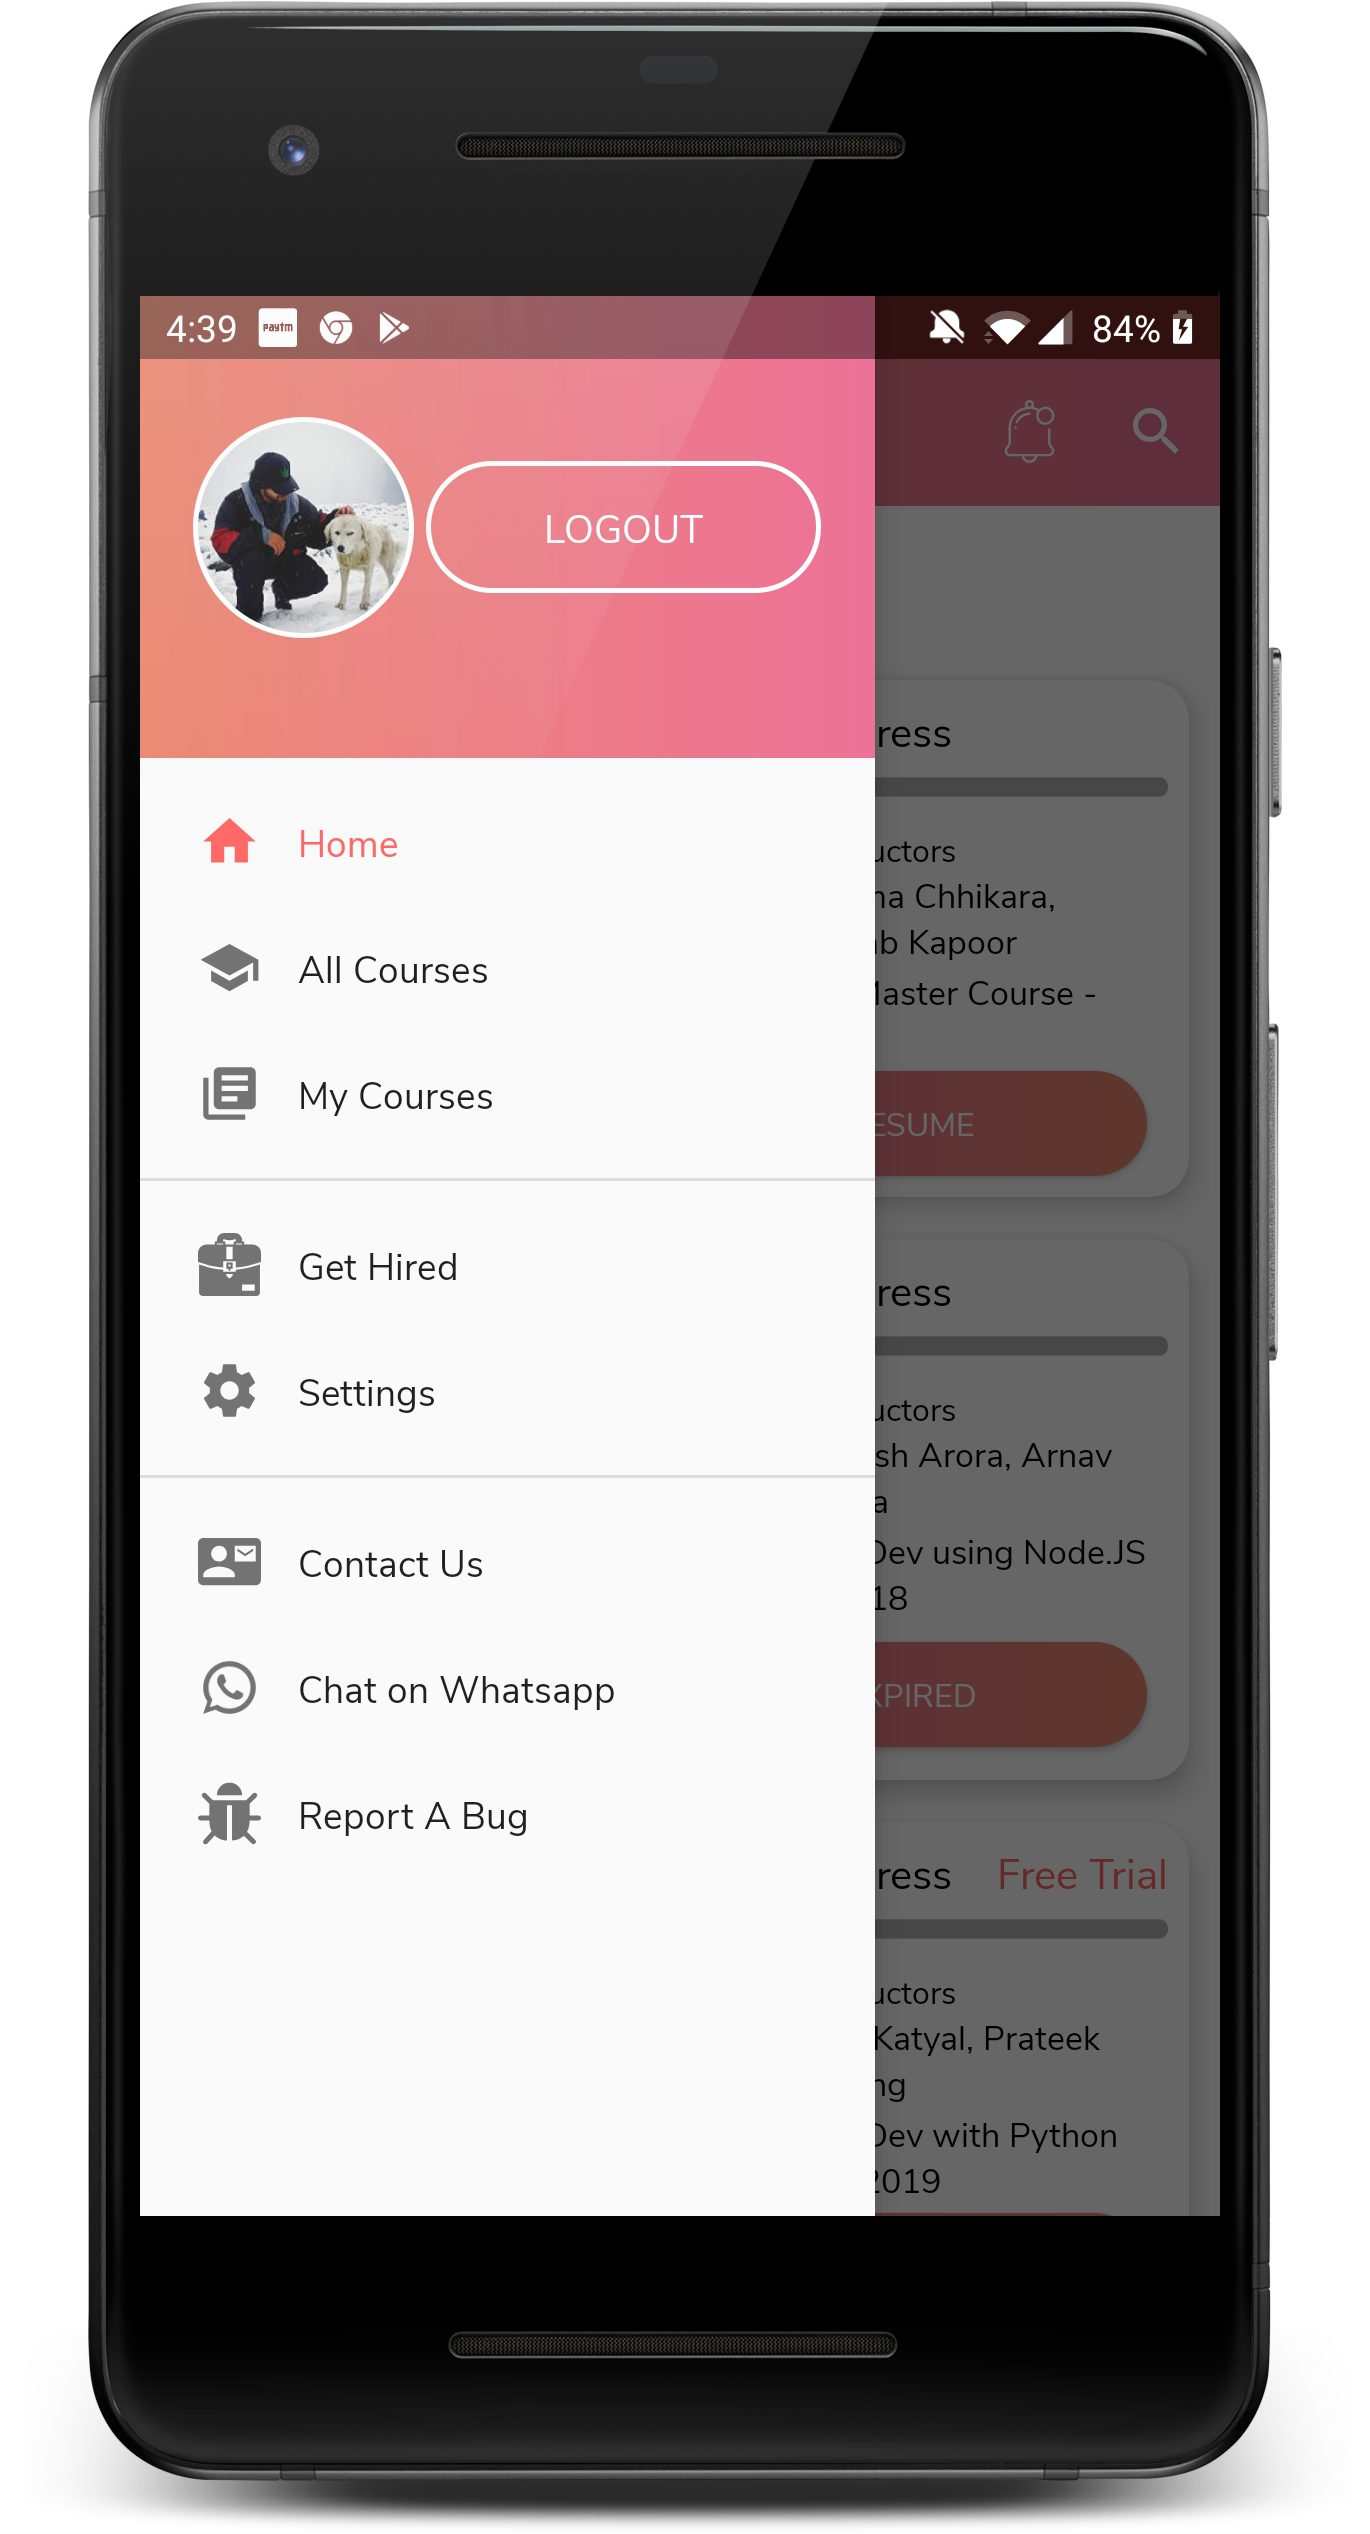 4:39 paytm 84%
LOGOUT
Home
All Courses
My Courses
Get Hired
Settings
Contact Us
Chat on Whatsapp
Report A Bug
ress
uctors
na Chhikara,
ab Kapoor
Master Course -
ESUME
ress
uctors
sh Arora, Arnav
a
Dev using Node.JS
18
XPIRED
ress Free Trial
uctors
Katyal, Prateek
ng
Dev with Python
2019